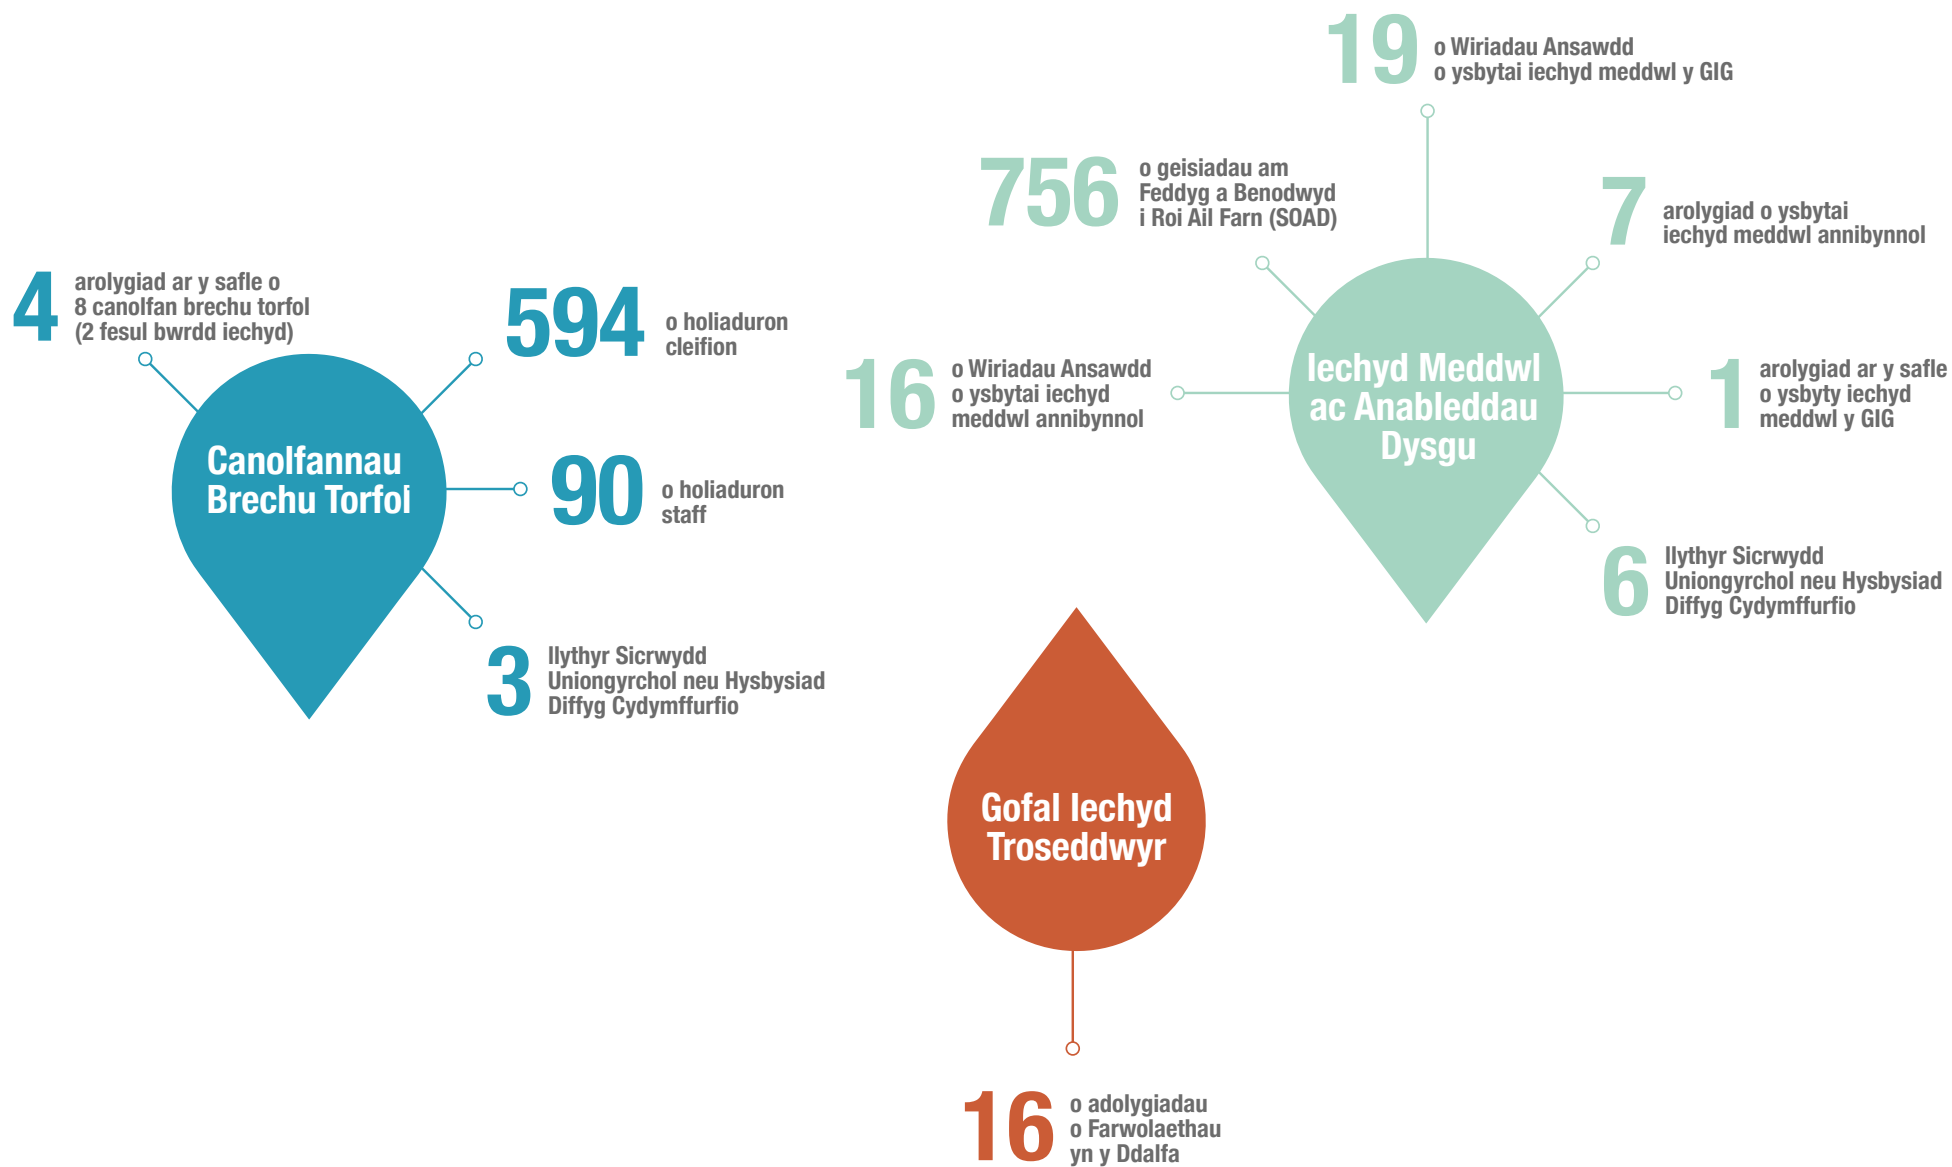 4
arolygiad ar y safle o
8 canolfan brechu torfol
(2 fesul bwrdd iechyd)
594
o holiaduron
cleifion
Canolfannau
Brechu Torfol
90
o holiaduron
staff
3
llythyr Sicrwydd
Uniongyrchol neu Hysbysiad
Diffyg Cydymffurfio
19
o Wiriadau Ansawdd
o ysbytai iechyd meddwl y GIG
756
o geisiadau am
Feddyg a Benodwyd
i Roi Ail Farn (SOAD)
7
arolygiad o ysbytai
iechyd meddwl annibynnol
16
o Wiriadau Ansawdd
o ysbytai iechyd
meddwl annibynnol
Iechyd Meddwl
ac Anableddau
Dysgu
1
arolygiad ar y safle
o ysbyty iechyd
meddwl y GIG
6
llythyr Sicrwydd
Uniongyrchol neu Hysbysiad
Diffyg Cydymffurfio
Gofal Iechyd
Troseddwyr
16
o adolygiadau
o Farwolaethau
yn y Ddalfa